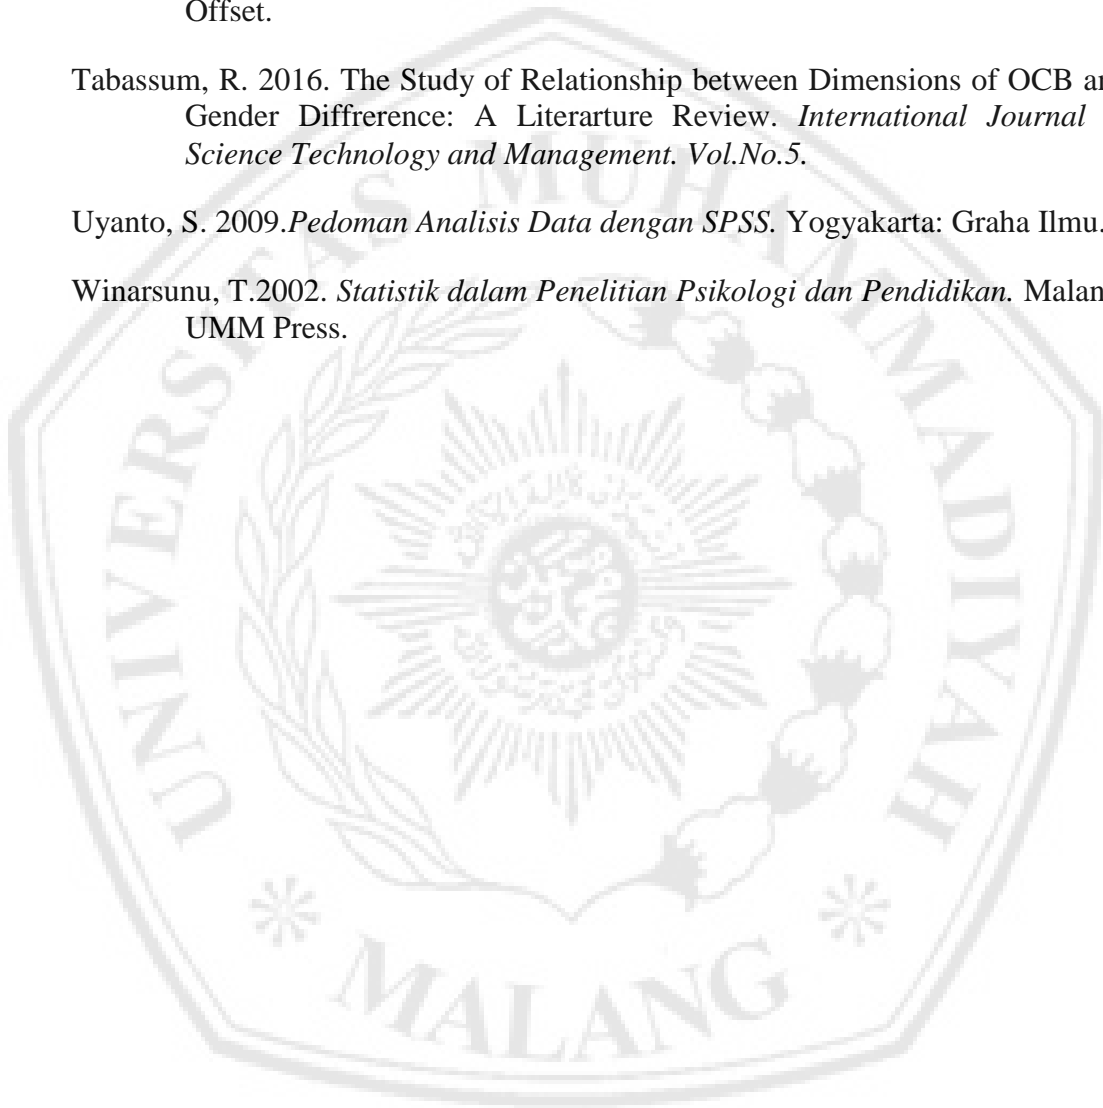 Offset.
Tabassum, R. 2016. The Study of Relationship between Dimensions of OCB a
Gender Diffrerence: A Literarture Review. International Journal
Science Technology and Management. Vol.No.5.
Uyanto, S. 2009.Pedoman Analisis Data dengan SPSS. Yogyakarta: Graha Ilmu.
Winarsunu, T.2002. Statistik dalam Penelitian Psikologi dan Pendidikan. Malan
UMM Press.
UNIVERSITAS MUHAMMADIYAH
MALANG